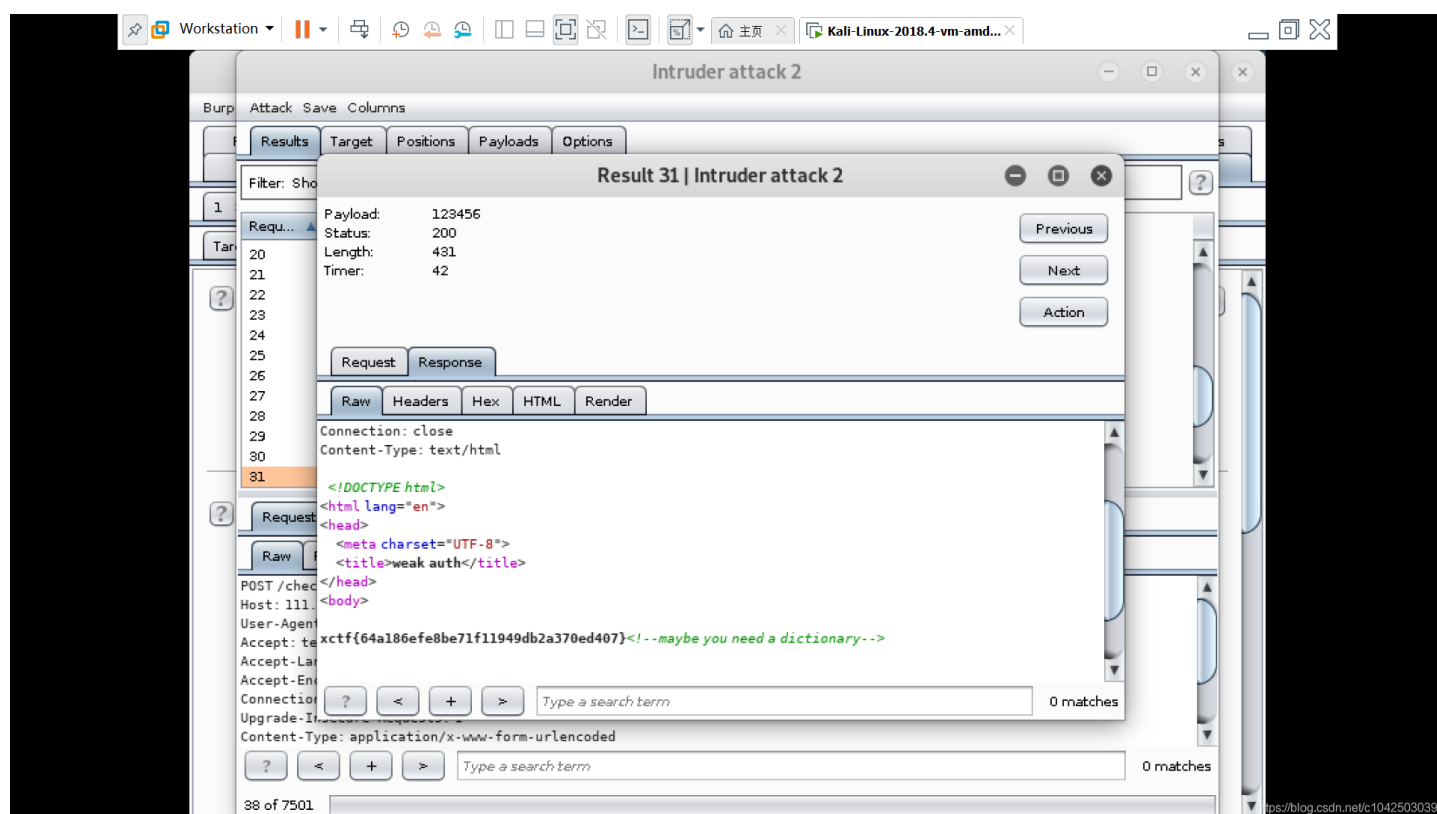 Workstation
主页
Kali-Linux-2018.4-vm-amd...
Intruder attack 2
Burp
Attack Save Columns
Results Target Positions Payloads Options
Filter: Sho
Result 31 | Intruder attack 2
?
1
Payload: 123456
Status: 200
Length: 431
Timer: 42
Previous
Next
Action
Requ...
Tar
20
21
22
23
24
25
26
27
28
29
30
31
?
Request Response
Raw Headers Hex HTML Render
Connection: close
Content-Type: text/html
<!DOCTYPE html>
<html lang="en">
<head>
<meta charset="UTF-8">
<title>weak auth</title>
</head>
<body>
xctf{64a186efe8be71f11949db2a370ed407}<!--maybe you need a dictionary-->
? < + > Type a search term 0 matches
?
Request
Raw
POST /chec
Host: 111.
User-Agent
Accept: te
Accept-Lan
Accept-Enc
Connection
Upgrade-Insecure-Requests: 1
Content-Type: application/x-www-form-urlencoded
? < + > Type a search term 0 matches
38 of 7501
tps://blog.csdn.net/c1042503039